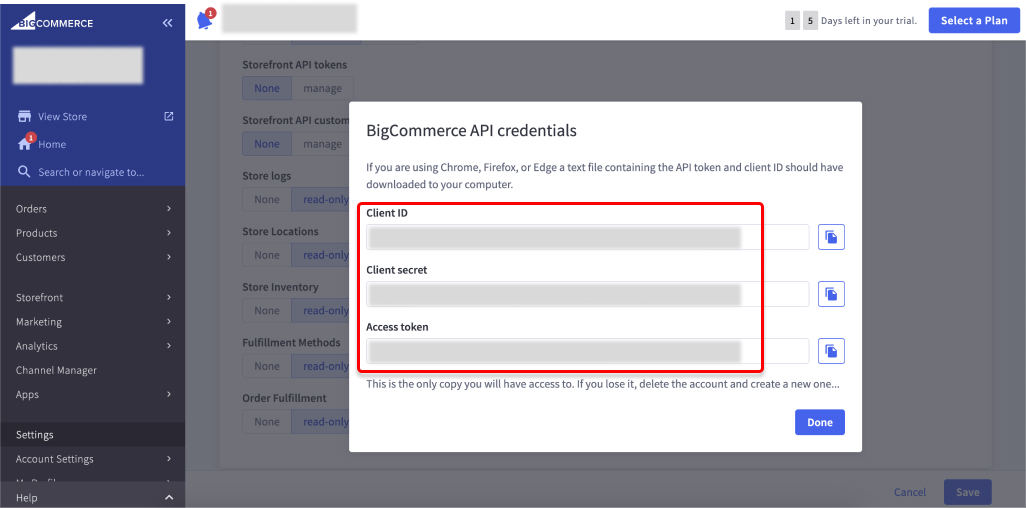 BIGCOMMERCE
View Store
1
Home
Search or navigate to...
Orders
Products
Customers
Storefront
Marketing
Analytics
Channel Manager
Apps
Settings
Account Settings
Help
1
1 5 Days left in your trial.
Select a Plan
Storefront API tokens
None manage
Storefront API custom
None manage
Store logs
None read-only
Store Locations
None read-only
Store Inventory
None read-only
Fulfillment Methods
None read-only
Order Fulfillment
None read-only
BigCommerce API credentials
If you are using Chrome, Firefox, or Edge a text file containing the API token and client ID should have
downloaded to your computer.
Client ID
Client secret
Access token
This is the only copy you will have access to. If you lose it, delete the account and create a new one...
Done
Cancel
Save